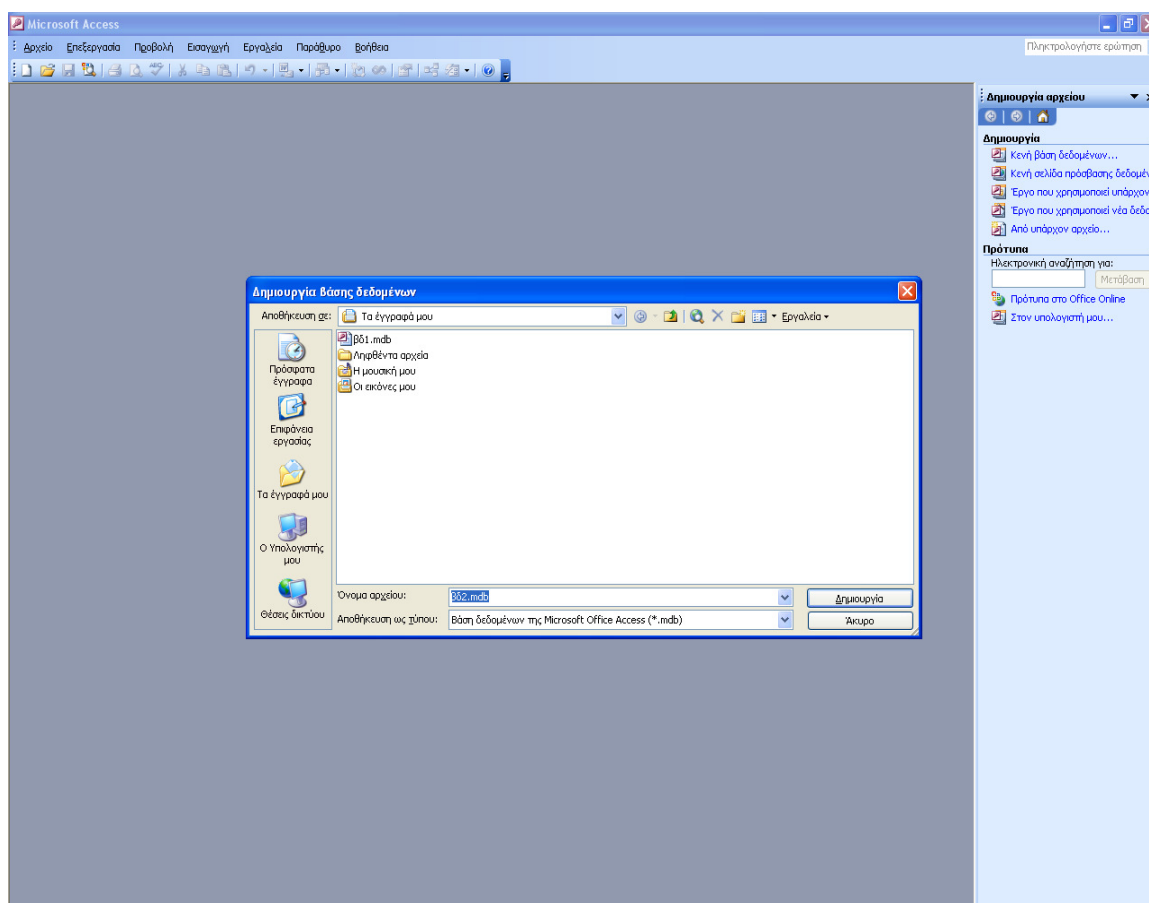 Microsoft Access
Αρχείο Επεξεργασία Προβολή Εισαγωγή Εργαλεία Παράθυρο Βοήθεια
Πληκτρολογήστε ερώτηση
Δημιουργία αρχείου
Δημιουργία
Κενή βάση δεδομένων...
Κενή σελίδα πρόσβασης δεδομέν
Έργο που χρησιμοποιεί υπάρχον
Έργο που χρησιμοποιεί νέα δεδο
Από υπάρχον αρχείο...
Πρότυπα
Ηλεκτρονική αναζήτηση για:
Μετάβαση
Πρότυπα στο Office Online
Στον υπολογιστή μου...
Δημιουργία Βάσης δεδομένων
Αποθήκευση σε: Τα έγγραφά μου Εργαλεία
Πρόσφατα
έγγραφα
Επιφάνεια
εργασίας
Τα έγγραφά μου
Ο Υπολογιστής
μου
Θέσεις δικτύου
βδ1.mdb
Ληφθέντα αρχεία
Η μουσική μου
Οι εικόνες μου
Όνομα αρχείου: βδ2.mdb Δημιουργία
Αποθήκευση ως τύπου: Βάση δεδομένων της Microsoft Office Access (*.mdb) Άκυρο